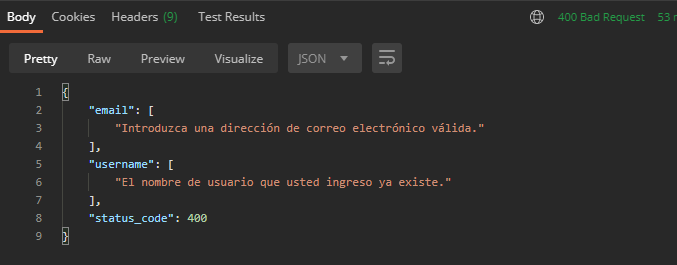 Body Cookies Headers (9) Test Results 400 Bad Request 53
Pretty Raw Preview Visualize JSON
1 {
2 "email": [
3 "Introduzca una dirección de correo electrónico válida."
4 ],
5 "username": [
6 "El nombre de usuario que usted ingreso ya existe."
7 ],
8 "status_code": 400
9 }